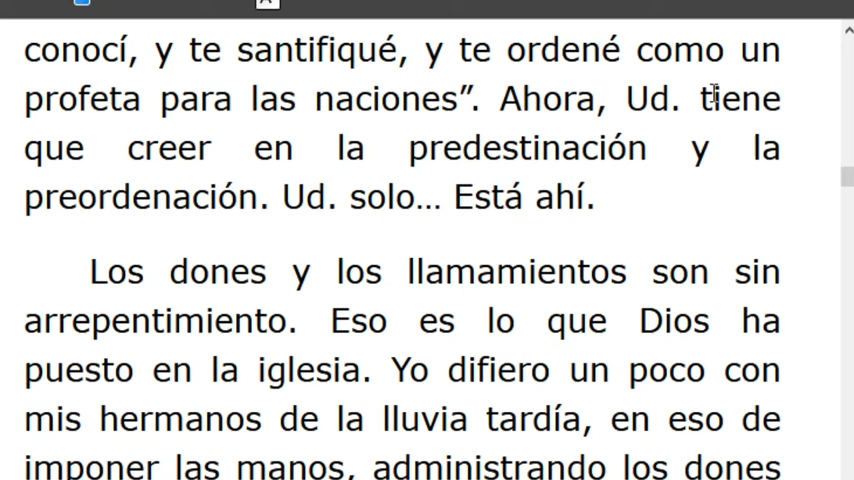 conocí, y te santifiqué, y te ordené como un
profeta para las naciones”. Ahora, Ud. tiene
que creer en la predestinación y la
preordenación. Ud. solo… Está ahí.
Los dones y los llamamientos son sin
arrepentimiento. Eso es lo que Dios ha
puesto en la iglesia. Yo difiero un poco con
mis hermanos de la lluvia tardía, en eso de
imponer las manos, administrando los dones